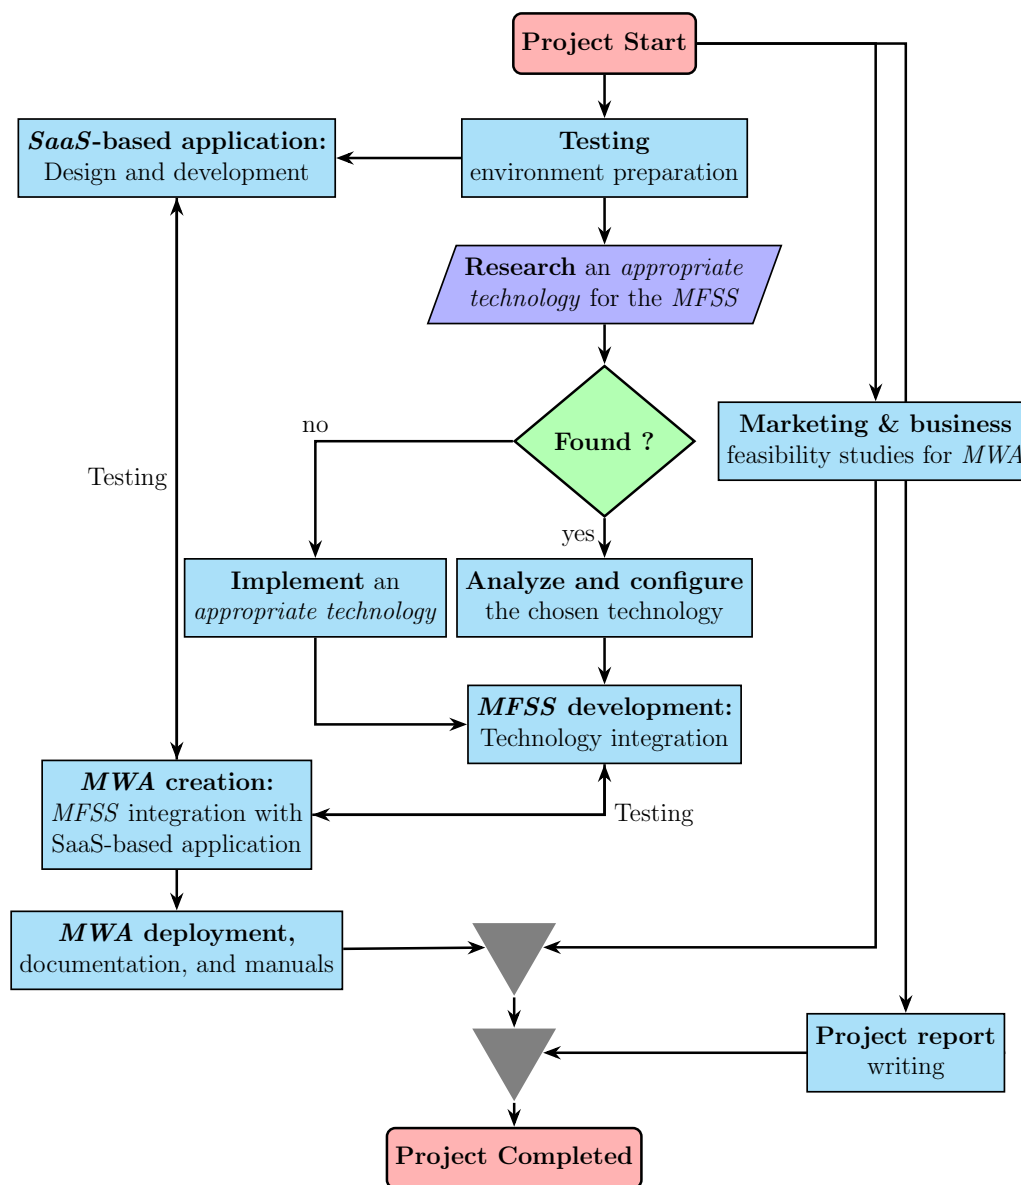 Project Start
SaaS-based application:
Design and development
Testing
environment preparation
Research an appropriate
technology for the MFSS
Found ?
no
yes
Marketing & business
feasibility studies for MWA
Testing
Implement an
appropriate technology
Analyze and configure
the chosen technology
MFSS development:
Technology integration
MWA creation:
MFSS integration with
SaaS-based application
Testing
MWA deployment,
documentation, and manuals
Project report
writing
Project Completed